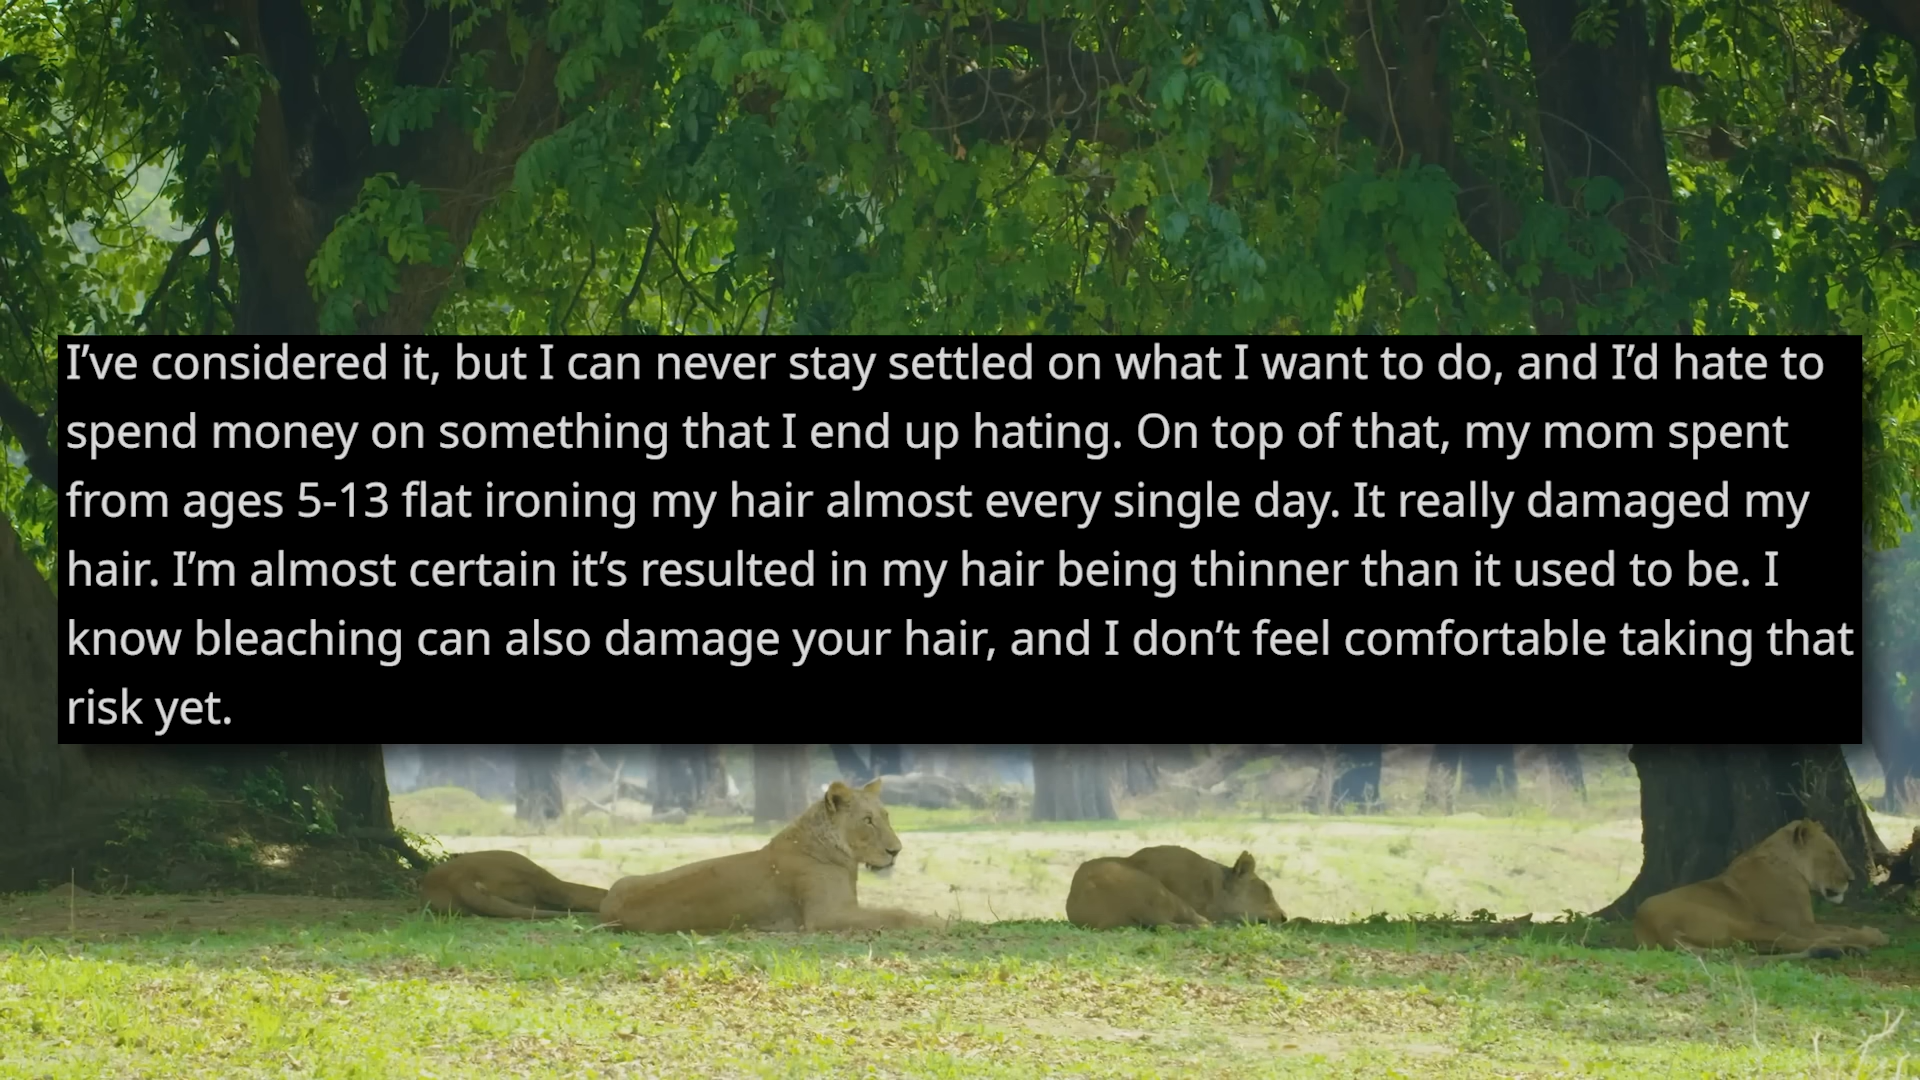 I’ve considered it, but I can never stay settled on what I want to do, and I’d hate to
spend money on something that I end up hating. On top of that, my mom spent
from ages 5-13 flat ironing my hair almost every single day. It really damaged my
hair. I’m almost certain it’s resulted in my hair being thinner than it used to be. I
know bleaching can also damage your hair, and I don’t feel comfortable taking that
risk yet.